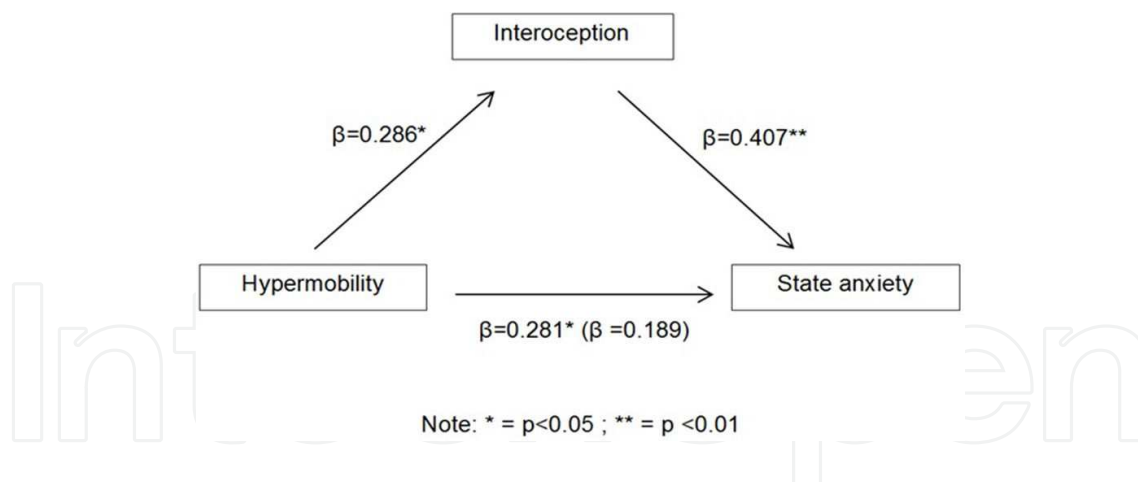 Interoception
β=0.286*
β=0.407**
Hypermobility
State anxiety
β=0.281* (β =0.189)
Note: * = p<0.05 ; ** = p <0.01